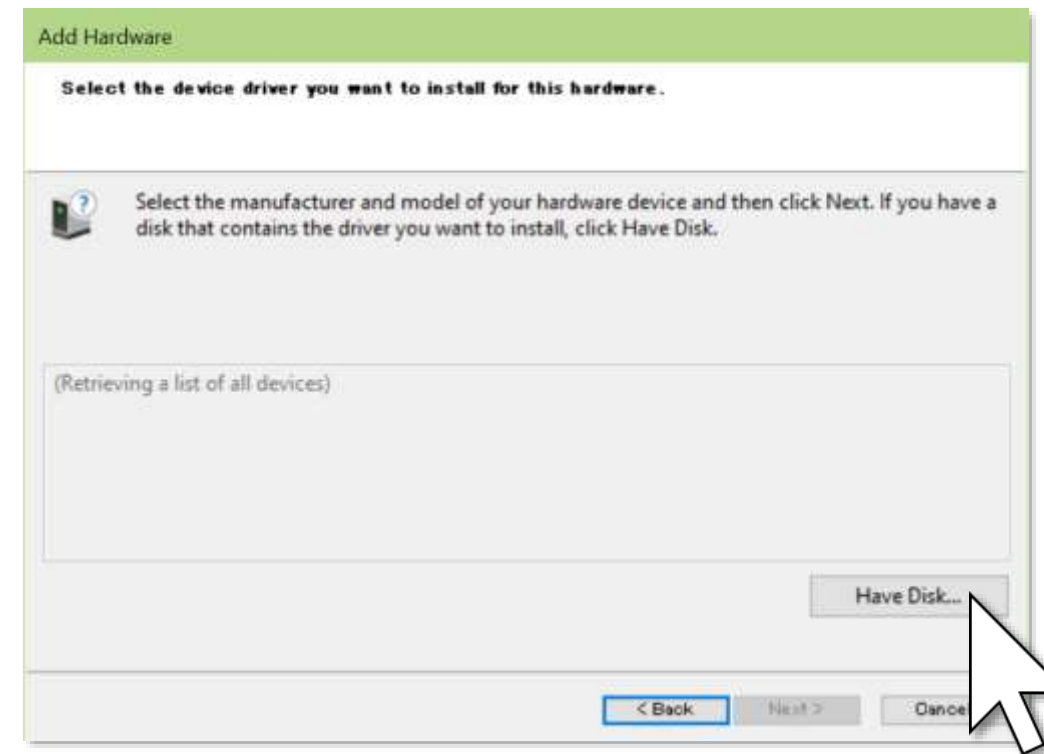 Add Hardware
Select the device driver you want to install for this hardware.
Select the manufacturer and model of your hardware device and then click Next. If you have a
disk that contains the driver you want to install, click Have Disk.
(Retrieving a list of all devices)
Have Disk...
< Back
Next >
Cance